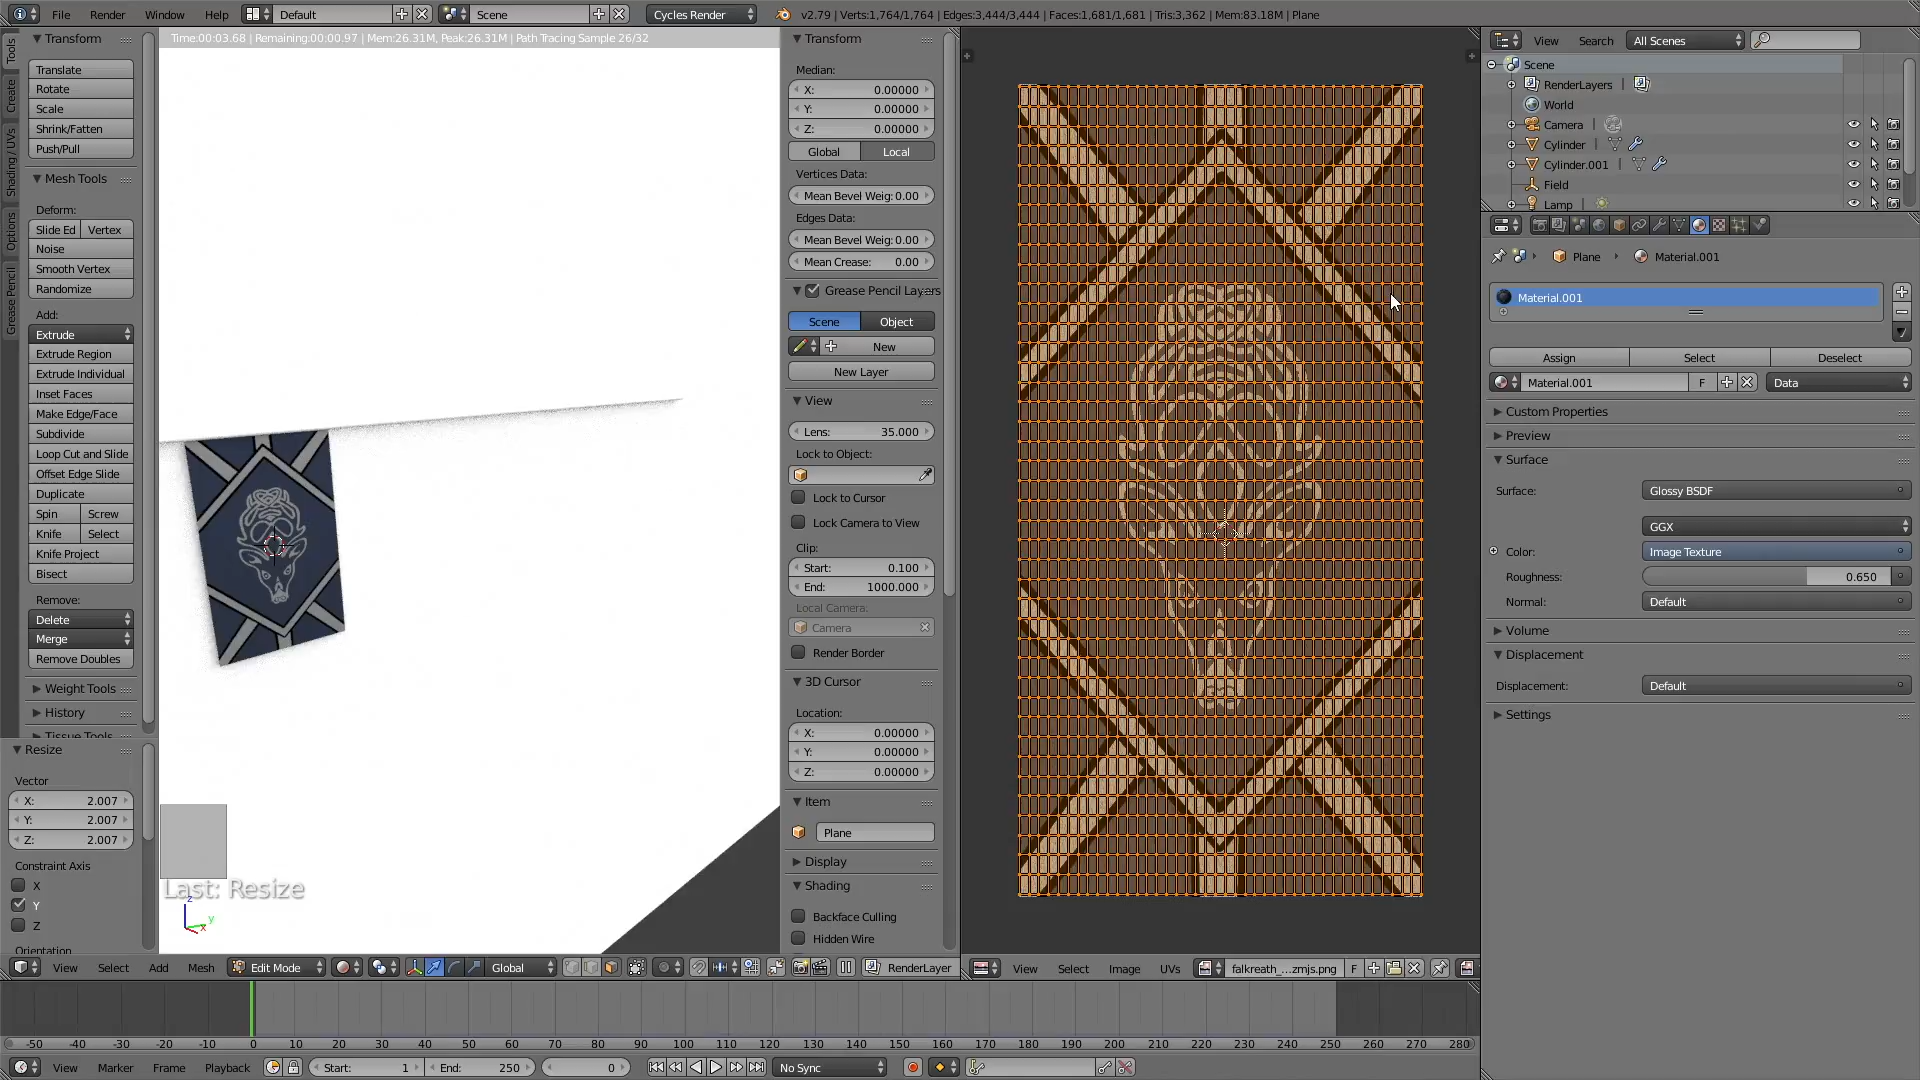 File Render Window Help Default Scene Cycles Render v2.79 | Verts:1,764/1,764 | Edges:3,444/3,444 | Faces:1,681/1,681 | Tris:3,362 | Mem:83.18M | Plane
Time:00:03.68 | Remaining:00:00.97 | Mem:26.31M, Peak:26.31M | Path Tracing Sample 26/32
Tools
Create
Shading / UVs
Options
Grease Pencil
Transform
Translate
Rotate
Scale
Shrink/Fatten
Push/Pull
Mesh Tools
Deform:
Slide Ed Vertex
Noise
Smooth Vertex
Randomize
Add:
Extrude
Extrude Region
Extrude Individual
Inset Faces
Make Edge/Face
Subdivide
Loop Cut and Slide
Offset Edge Slide
Duplicate
Spin Screw
Knife Select
Knife Project
Bisect
Remove:
Delete
Merge
Remove Doubles
Weight Tools
History
Tissue Tools
Resize
Vector
X: 2.007
Y: 2.007
Z: 2.007
Constraint Axis
X
Y
Z
Orientation
Last: Resize
z
y
x
Transform
Median:
X: 0.00000
Y: 0.00000
Z: 0.00000
Global Local
Vertices Data:
Mean Bevel Weig: 0.00
Edges Data:
Mean Bevel Weig: 0.00
Mean Crease: 0.00
Grease Pencil Layers
Scene Object
New
New Layer
View
Lens: 35.000
Lock to Object:
Lock to Cursor
Lock Camera to View
Clip:
Start: 0.100
End: 1000.000
Local Camera:
Camera
Render Border
3D Cursor
Location:
X: 0.00000
Y: 0.00000
Z: 0.00000
Item
Plane
Display
Shading
Backface Culling
Hidden Wire
View Search All Scenes
Scene
RenderLayers
World
Camera
Cylinder
Cylinder.001
Field
Lamp
Plane Material.001
Material.001
Assign Select Deselect
Material.001 F Data
Custom Properties
Preview
Surface
Surface: Glossy BSDF
GGX
Color: Image Texture
Roughness: 0.650
Normal: Default
Volume
Displacement
Displacement: Default
Settings
View Select Add Mesh Edit Mode Global RenderLayer
View Select Image UVs falkreath_...zmjs.png F
-50 -40 -30 -20 -10 0 10 20 30 40 50 60 70 80 90 100 110 120 130 140 150 160 170 180 190 200 210 220 230 240 250 260 270 280
View Marker Frame Playback Start: 1 End: 250 0 No Sync